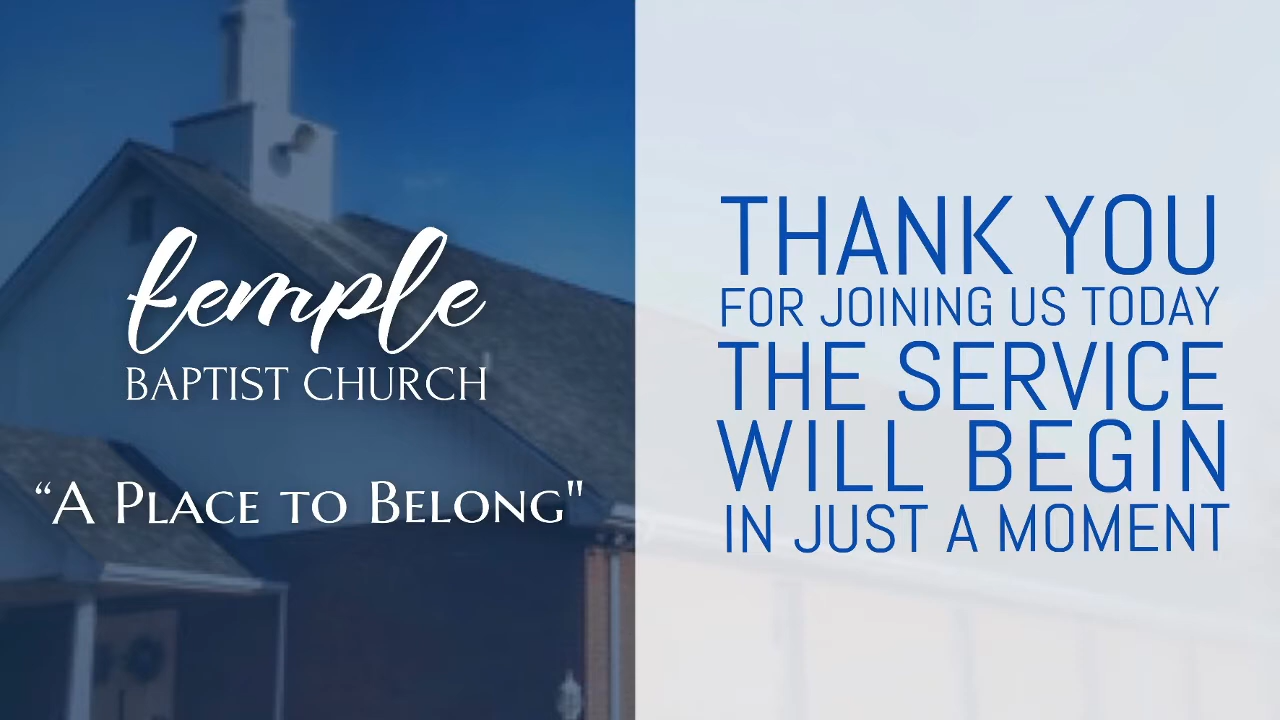 temple
BAPTIST CHURCH
“A PLACE TO BELONG"
THANK YOU
FOR JOINING US TODAY
THE SERVICE
WILL BEGIN
IN JUST A MOMENT